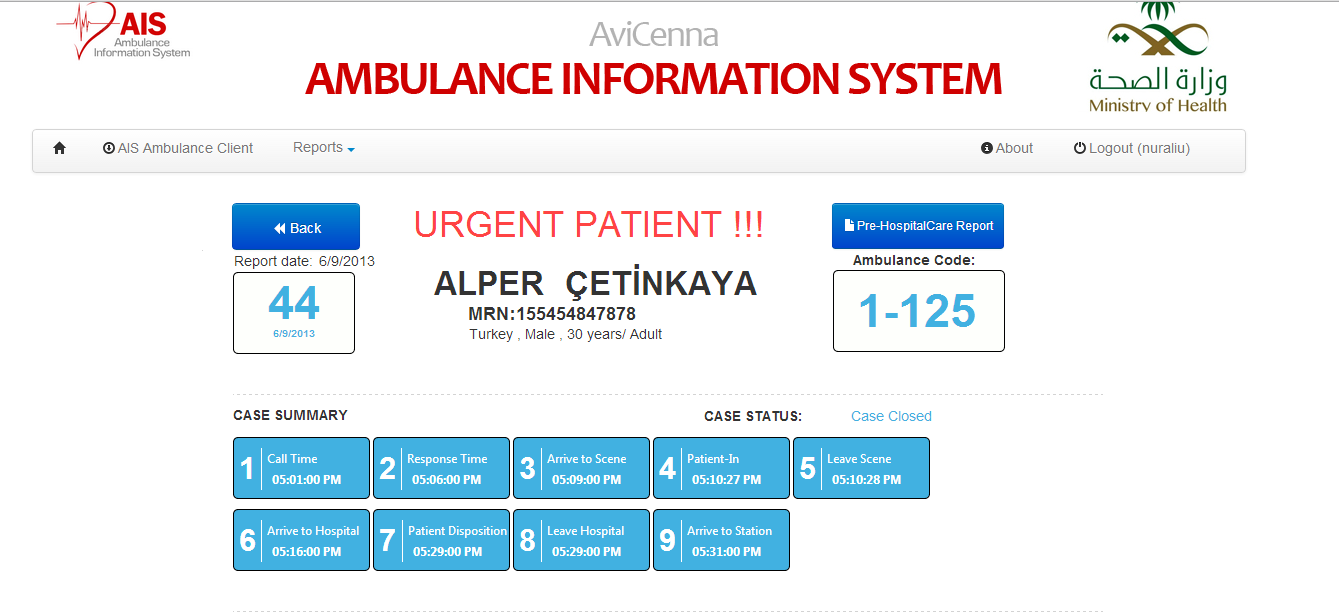 AIS
Ambulance
Information System
AviCenna
AMBULANCE INFORMATION SYSTEM
وزارة الصحة
Ministry of Health
AIS Ambulance Client
Reports
About
Logout (nuraliu)
Back
URGENT PATIENT !!!
Pre-HospitalCare Report
Report date: 6/9/2013
Ambulance Code:
44
6/9/2013
ALPER ÇETİNKAYA
MRN:155454847878
Turkey , Male , 30 years/ Adult
1-125
CASE SUMMARY
CASE STATUS: Case Closed
1 Call Time
05:01:00 PM
2 Response Time
05:06:00 PM
3 Arrive to Scene
05:09:00 PM
4 Patient-In
05:10:27 PM
5 Leave Scene
05:10:28 PM
6 Arrive to Hospital
05:16:00 PM
7 Patient Disposition
05:29:00 PM
8 Leave Hospital
05:29:00 PM
9 Arrive to Station
05:31:00 PM